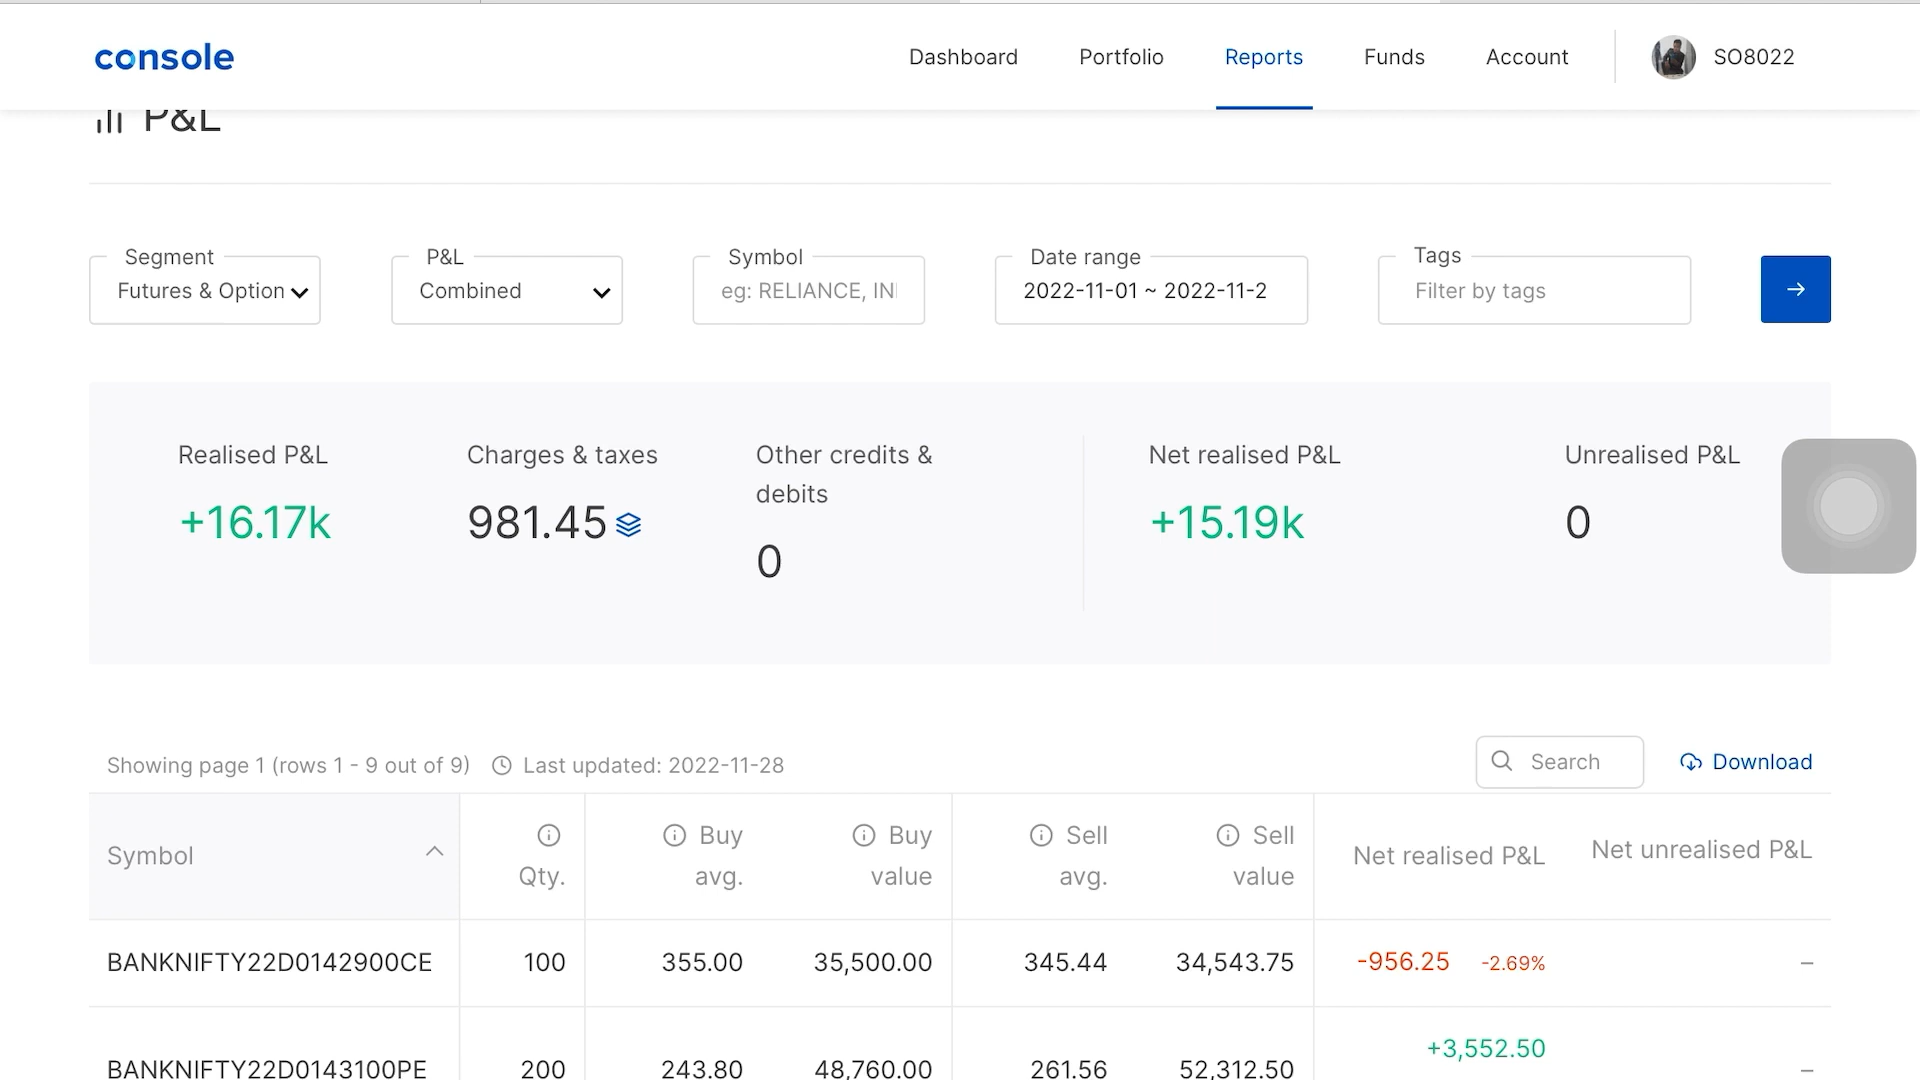 console
Dashboard Portfolio Reports Funds Account SO8022
P&L
Segment P&L Symbol Date range Tags
Futures & Option Combined eg: RELIANCE, IN 2022-11-01 ~ 2022-11-2 Filter by tags
Realised P&L Charges & taxes Other credits & Net realised P&L Unrealised P&L
debits
+16.17k 981.45 +15.19k 0
0
Showing page 1 (rows 1 - 9 out of 9) Last updated: 2022-11-28 Search Download
Buy Buy Sell Sell
Symbol Net realised P&L Net unrealised P&L
Qty. avg. value avg. value
BANKNIFTY22D0142900CE 100 355.00 35,500.00 345.44 34,543.75 -956.25 -2.69% –
+3,552.50
BANKNIFTY22D0143100PE 200 243.80 48,760.00 261.56 52,312.50 –